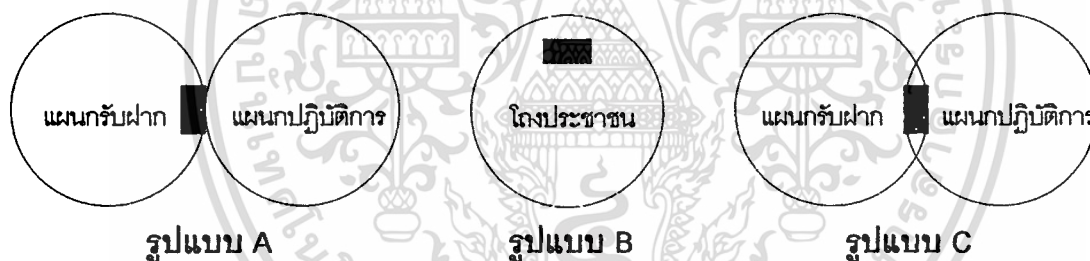 แผนกรับฝาก แผนกปฏิบัติการ โถงประชาชน แผนกรับฝาก แผนกปฏิบัติการ
รูปแบบ A รูปแบบ B รูปแบบ C